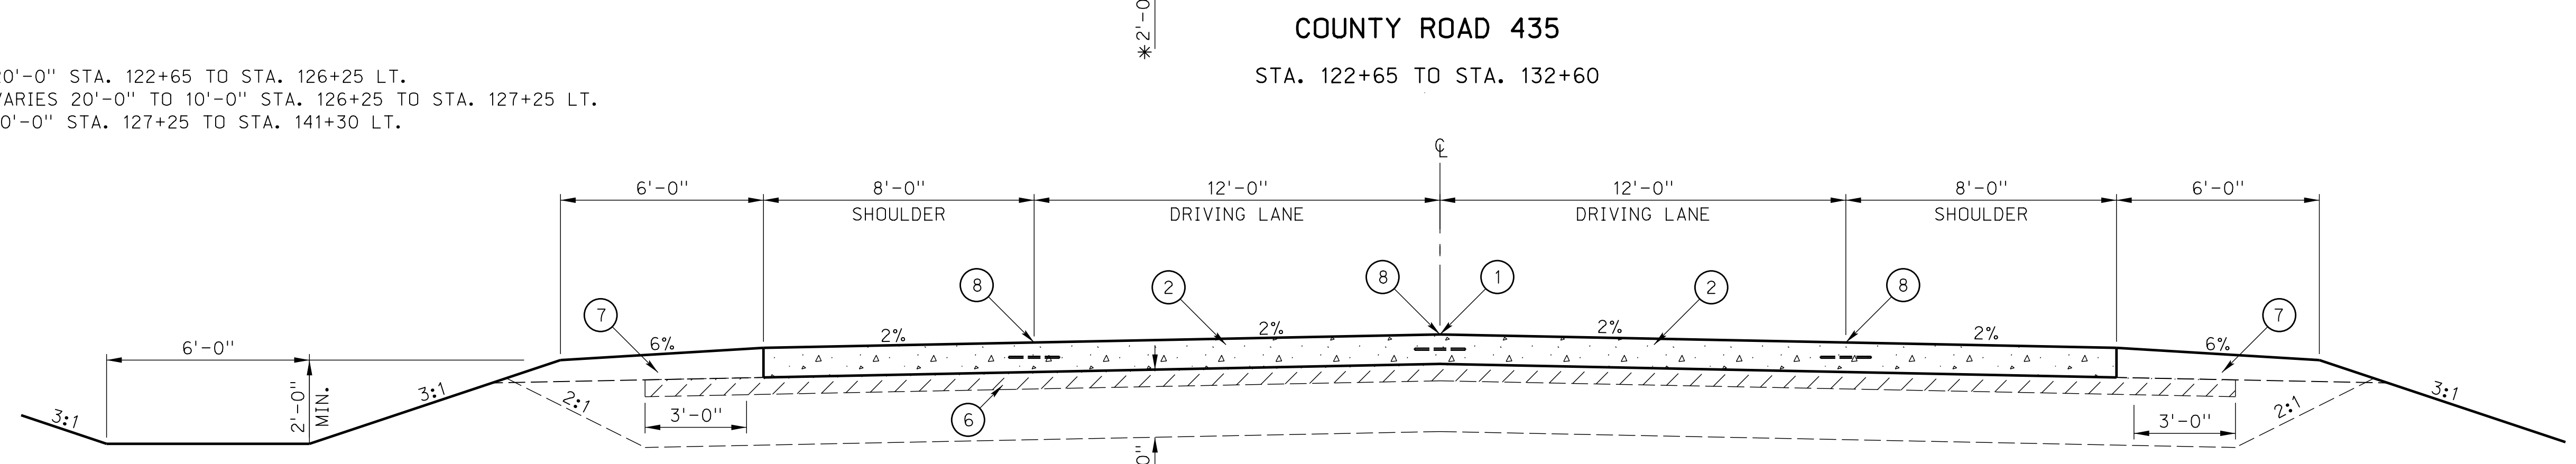 ✳2'-0
COUNTY ROAD 435
STA. 122+65 TO STA. 132+60
0'-0" STA. 122+65 TO STA. 126+25 LT.
VARIES 20'-0" TO 10'-0" STA. 126+25 TO STA. 127+25 LT.
0'-0" STA. 127+25 TO STA. 141+30 LT.
℄
6'-0" 8'-0" 12'-0" 12'-0" 8'-0" 6'-0"
SHOULDER DRIVING LANE DRIVING LANE SHOULDER
8 2 8 1 2 8
7 7
6% 2% 2% 2% 2% 6%
6'-0"
2'-0" MIN.
3:1 3:1 2:1 2:1 3:1
3'-0" 6 3'-0"
0"